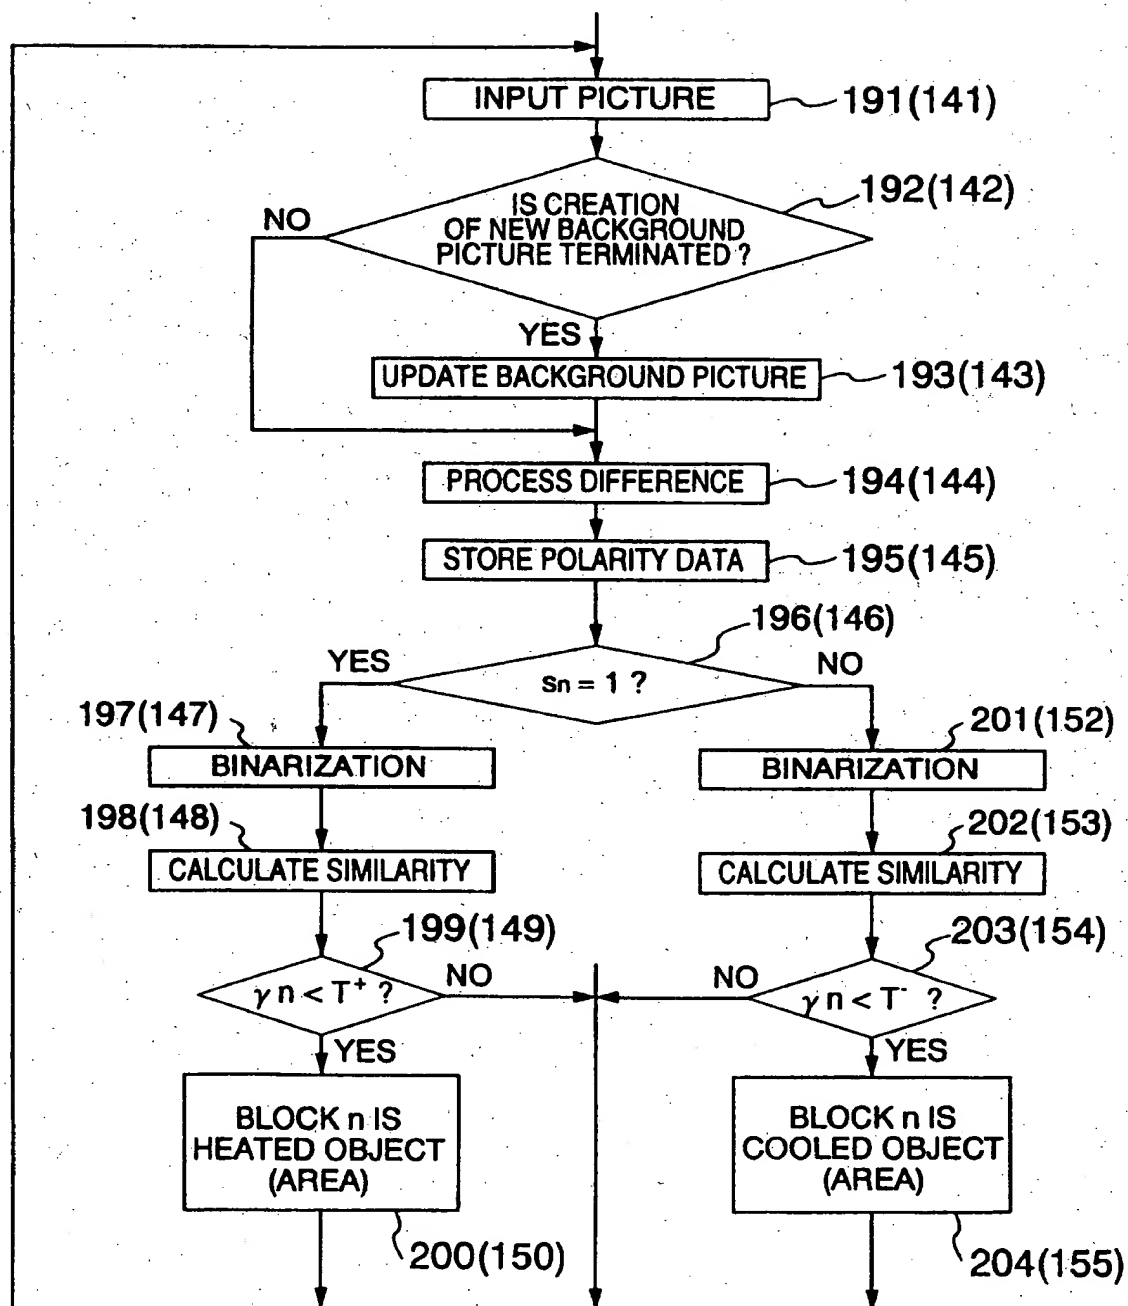 INPUT PICTURE
191(141)
IS CREATION
OF NEW BACKGROUND
PICTURE TERMINATED ?
192(142)
NO
YES
UPDATE BACKGROUND PICTURE
193(143)
PROCESS DIFFERENCE
194(144)
STORE POLARITY DATA
195(145)
196(146)
YES
sn = 1 ?
NO
197(147)
BINARIZATION
201(152)
BINARIZATION
198(148)
CALCULATE SIMILARITY
202(153)
CALCULATE SIMILARITY
199(149)
γ n < T⁺ ?
NO
203(154)
NO
γ n < T⁻ ?
YES
YES
BLOCK n IS
HEATED OBJECT
(AREA)
200(150)
BLOCK n IS
COOLED OBJECT
(AREA)
204(155)